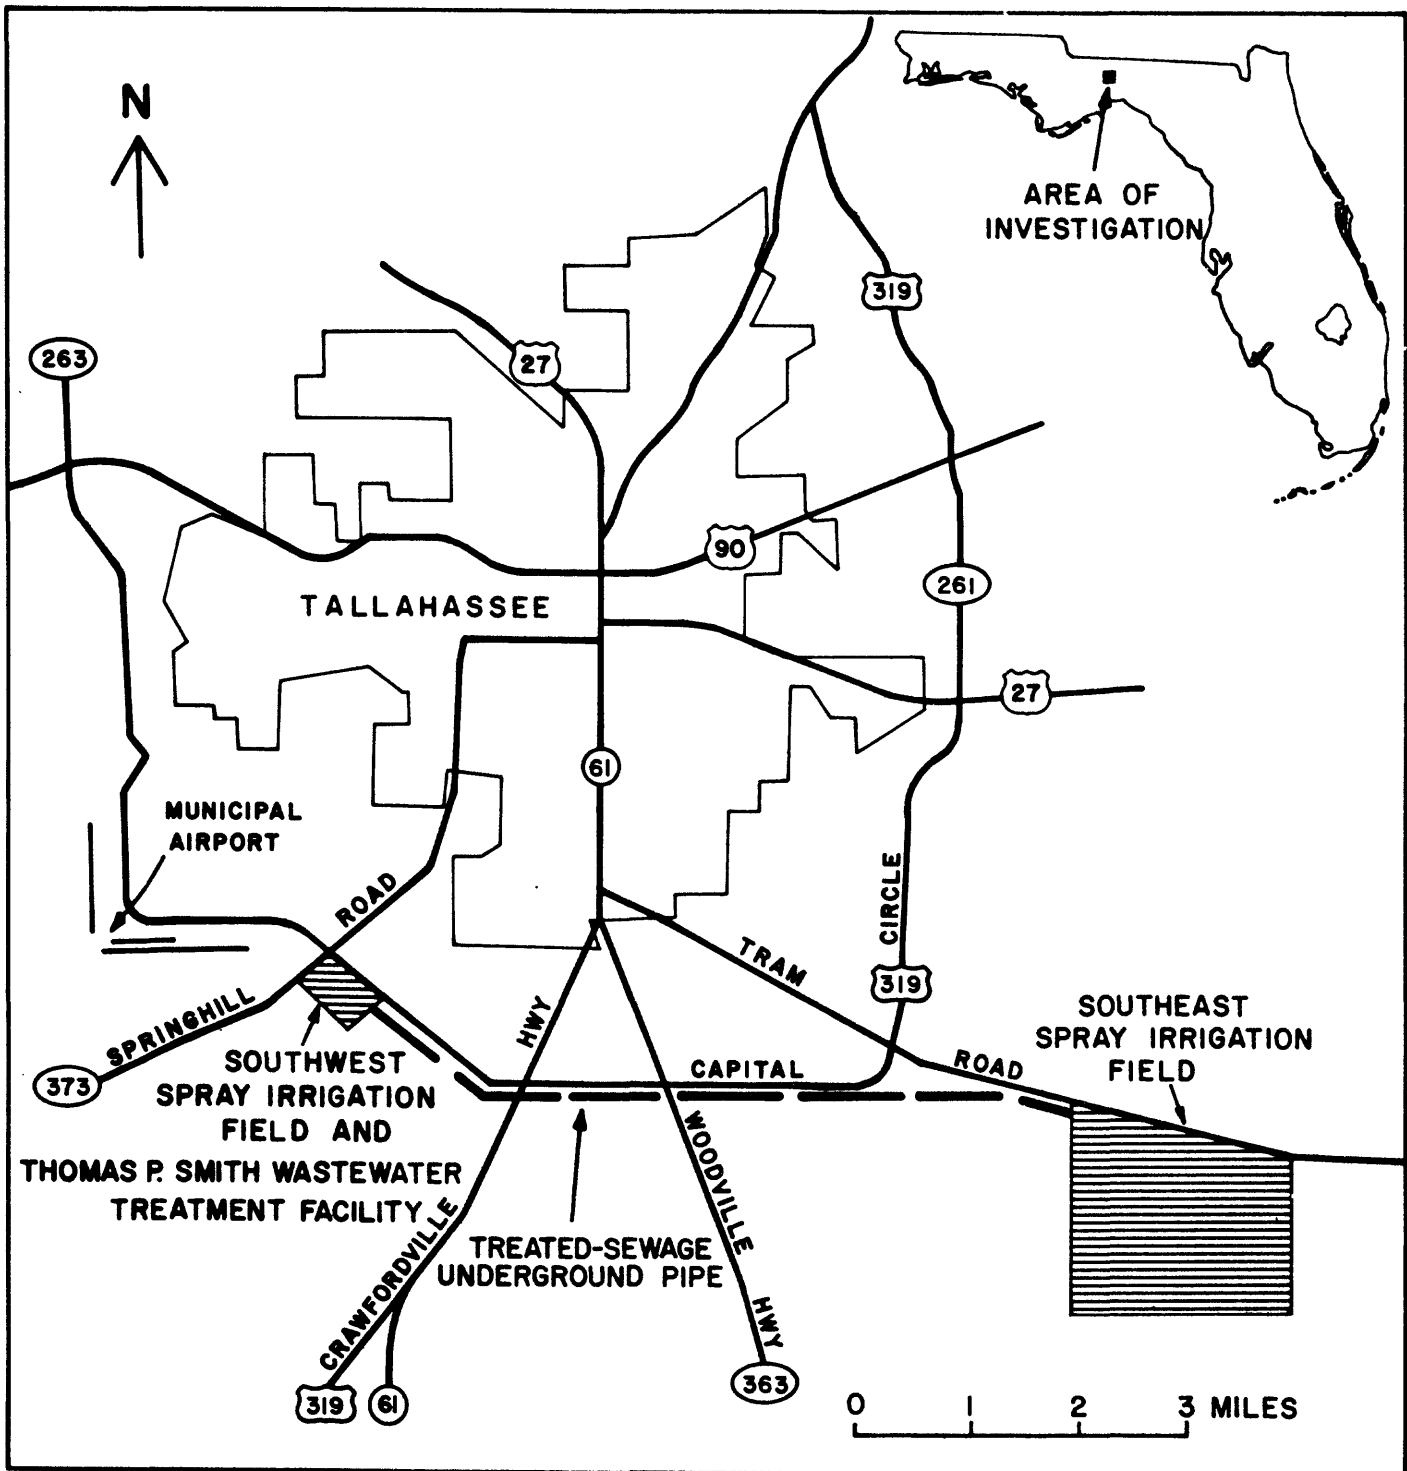 N
AREA OF
INVESTIGATION
319
27
263
90
261
TALLAHASSEE
27
61
MUNICIPAL
AIRPORT
CIRCLE
ROAD
TRAM
319
SPRINGHILL
HWY
SOUTHEAST
SPRAY IRRIGATION
FIELD
ROAD
CAPITAL
373
SOUTHWEST
SPRAY IRRIGATION
FIELD AND
THOMAS P. SMITH WASTEWATER
TREATMENT FACILITY
WOODVILLE
CRAWFORDVILLE
TREATED-SEWAGE
UNDERGROUND PIPE
HWY
363
319
61
0 1 2 3 MILES